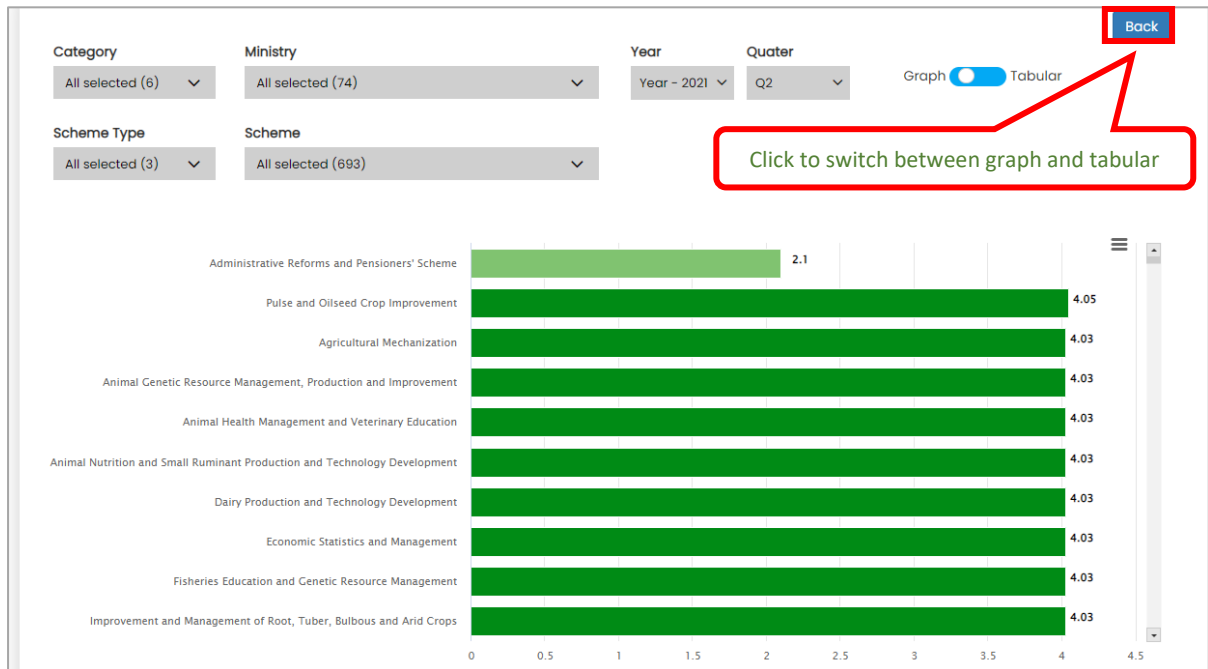 Back
Category
Ministry
Year
Quater
All selected (6)
All selected (74)
Year - 2021
Q2
Graph
Tabular
Scheme Type
Scheme
All selected (3)
All selected (693)
Click to switch between graph and tabular
Administrative Reforms and Pensioners' Scheme
2.1
Pulse and Oilseed Crop Improvement
4.05
Agricultural Mechanization
4.03
Animal Genetic Resource Management, Production and Improvement
4.03
Animal Health Management and Veterinary Education
4.03
Animal Nutrition and Small Ruminant Production and Technology Development
4.03
Dairy Production and Technology Development
4.03
Economic Statistics and Management
4.03
Fisheries Education and Genetic Resource Management
4.03
Improvement and Management of Root, Tuber, Bulbous and Arid Crops
4.03
0 0.5 1 1.5 2 2.5 3 3.5 4 4.5